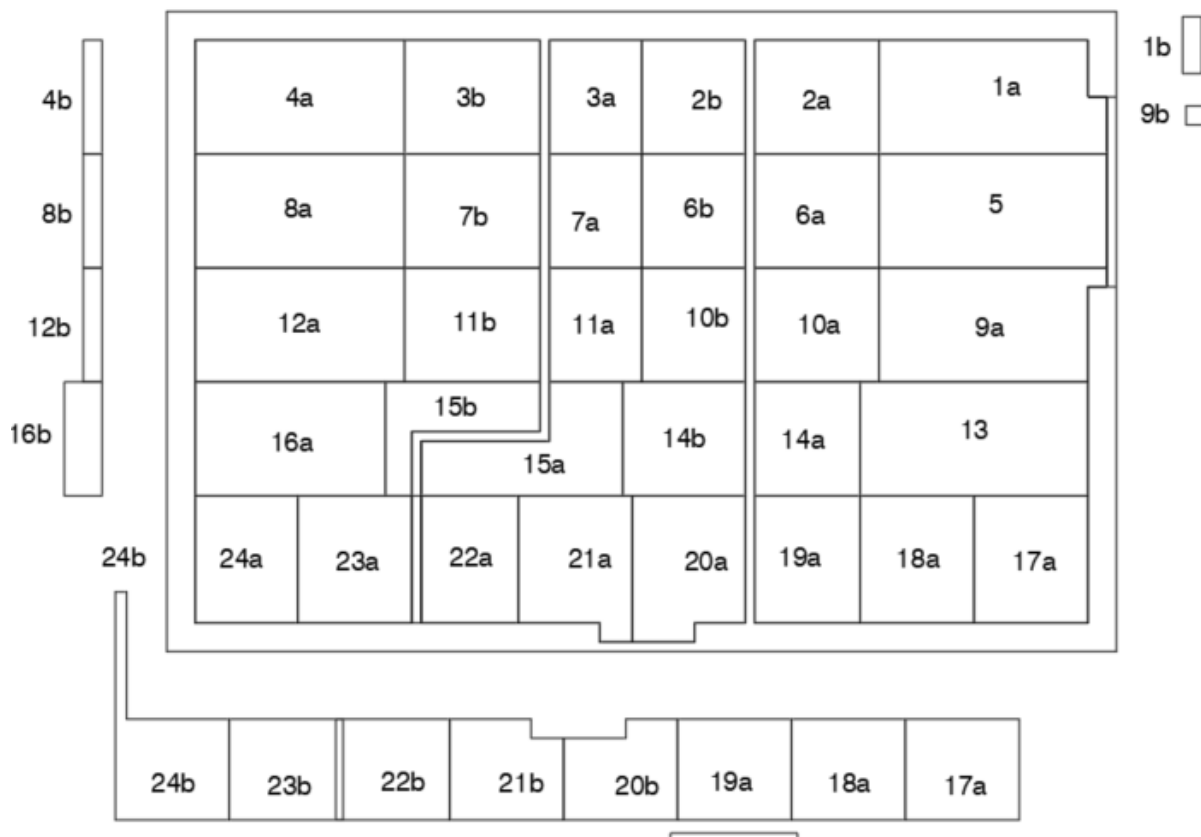 4b 4a 3b 3a 2b 2a 1a 1b
9b
8b 8a 7b 7a 6b 6a 5
12b 12a 11b 11a 10b 10a 9a
16b 16a 15b 15a 14b 14a 13
24b 24a 23a 22a 21a 20a 19a 18a 17a
24b 23b 22b 21b 20b 19a 18a 17a